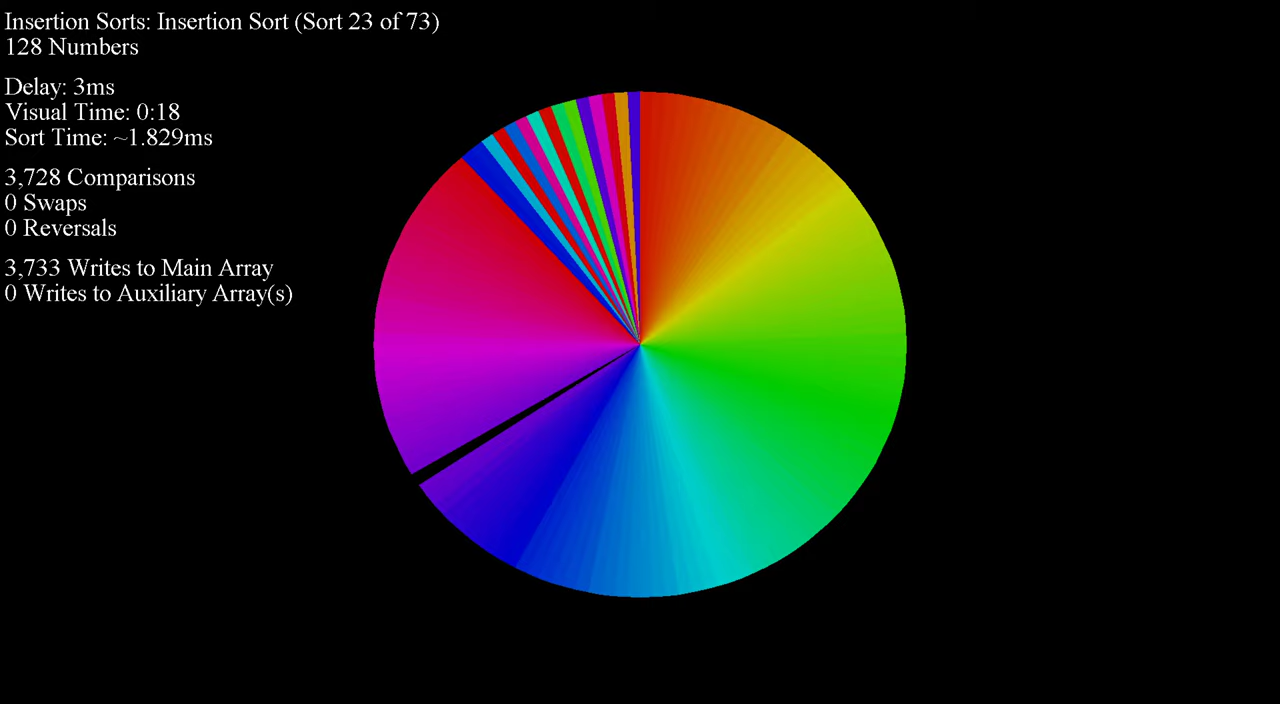 Insertion Sorts: Insertion Sort (Sort 23 of 73)
128 Numbers
Delay: 3ms
Visual Time: 0:18
Sort Time: ~1.829ms
3,728 Comparisons
0 Swaps
0 Reversals
3,733 Writes to Main Array
0 Writes to Auxiliary Array(s)